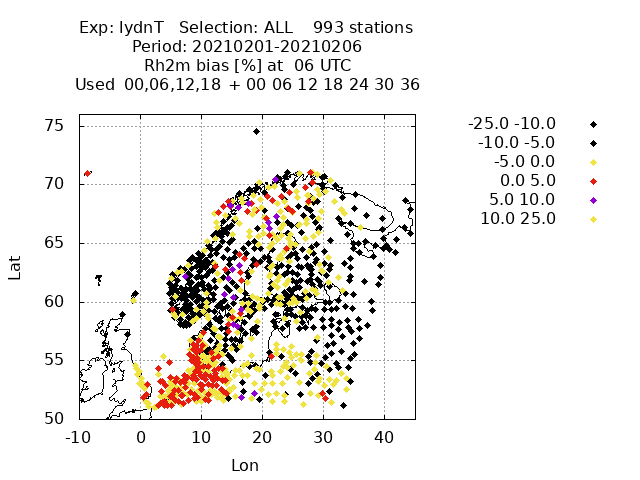 Exp: lydnT   Selection: ALL    993 stations
Period: 20210201-20210206
Rh2m bias [%] at  06 UTC
Used  00,06,12,18  + 00 06 12 18 24 30 36
-25.0 -10.0
-10.0 -5.0
-5.0 0.0
0.0 5.0
5.0 10.0
10.0 25.0
75
70
65
60
55
50
Lat
-10 0 10 20 30 40
Lon